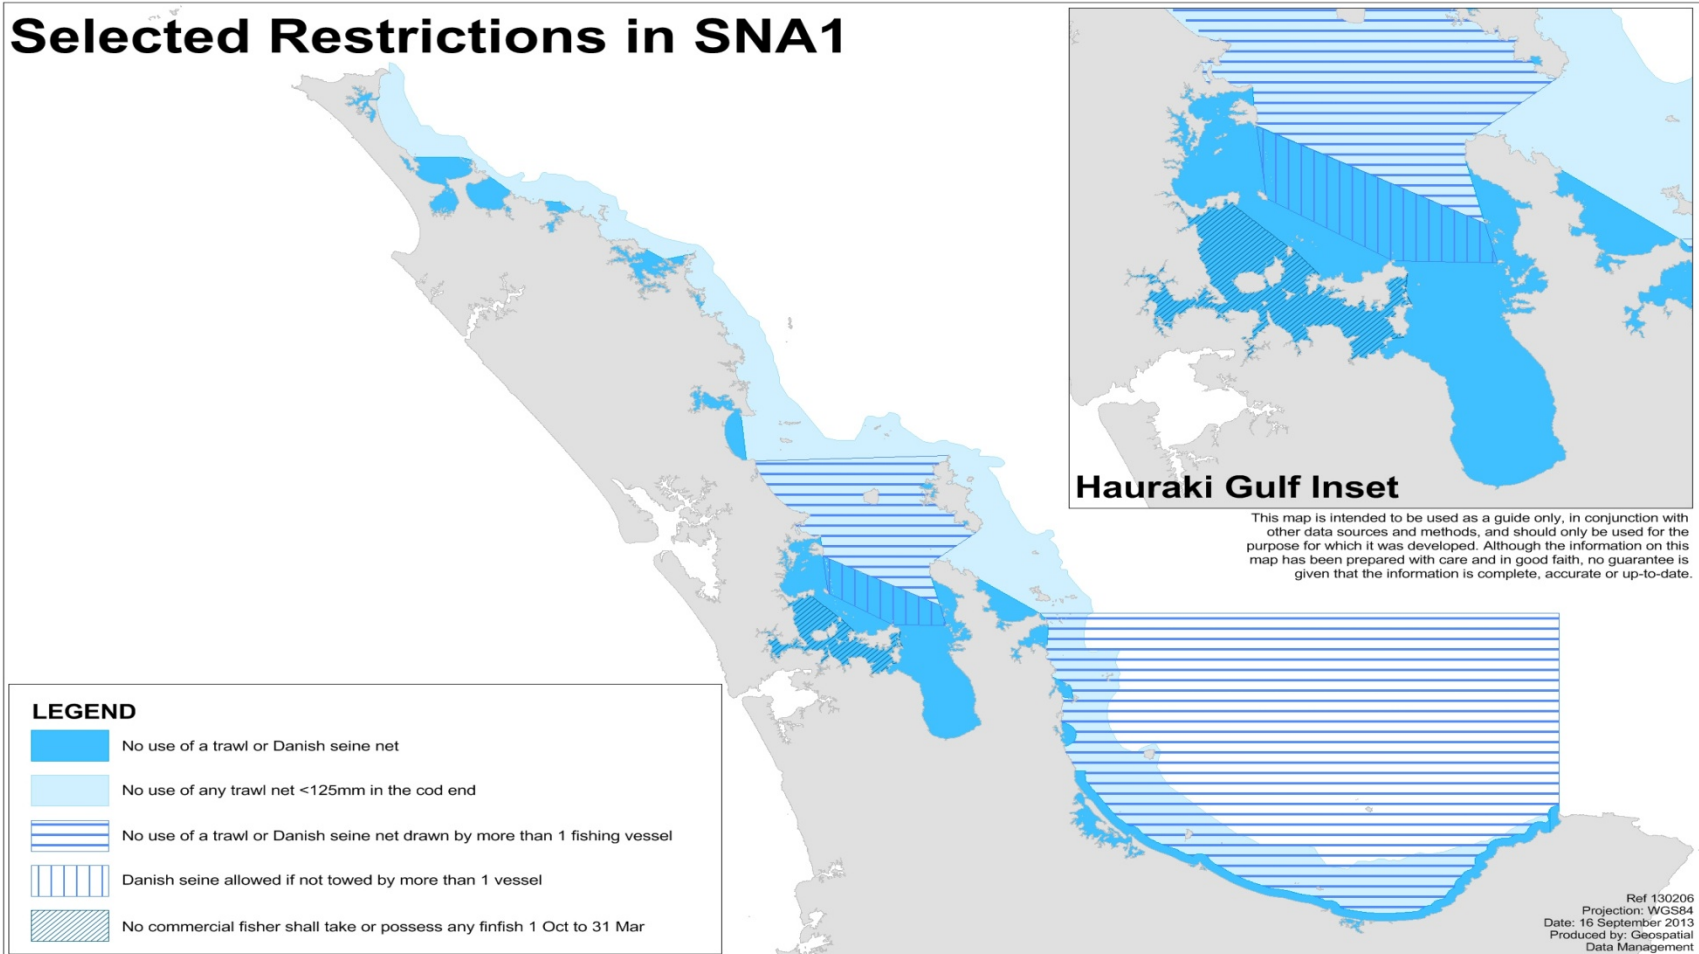 Selected Restrictions in SNA1
Hauraki Gulf Inset
This map is intended to be used as a guide only, in conjunction with
other data sources and methods, and should only be used for the
purpose for which it was developed. Although the information on this
map has been prepared with care and in good faith, no guarantee is
given that the information is complete, accurate or up-to-date.
LEGEND
No use of a trawl or Danish seine net
No use of any trawl net <125mm in the cod end
No use of a trawl or Danish seine net drawn by more than 1 fishing vessel
Danish seine allowed if not towed by more than 1 vessel
No commercial fisher shall take or possess any finfish 1 Oct to 31 Mar
Ref 130206
Projection: WGS84
Date: 16 September 2013
Produced by: Geospatial
Data Management